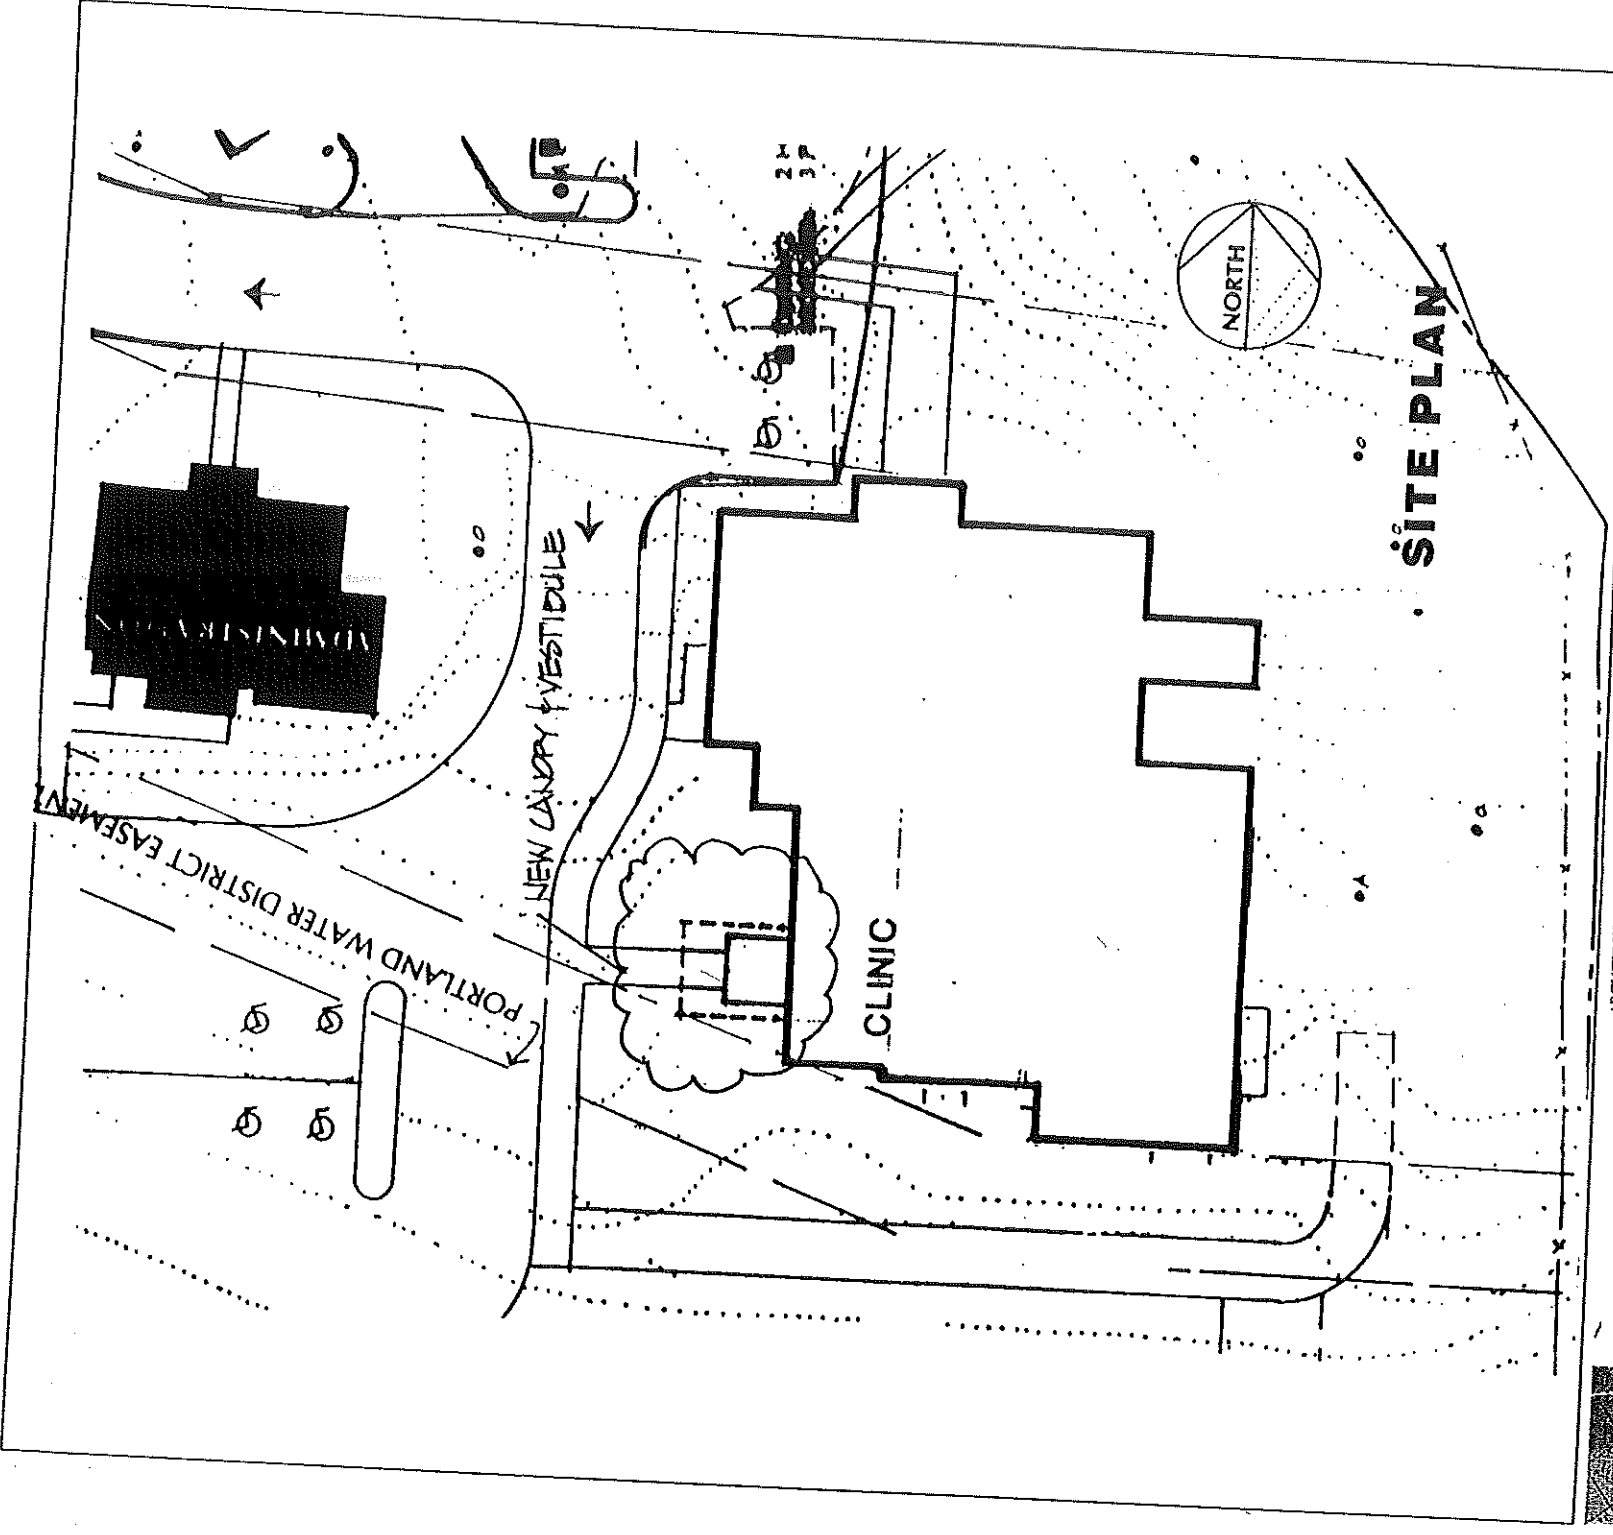 ADMINISTRATION
NEW CANOPY & VESTIBULE
PORTLAND WATER DISTRICT EASEMENT
CLINIC
NORTH
SITE PLAN